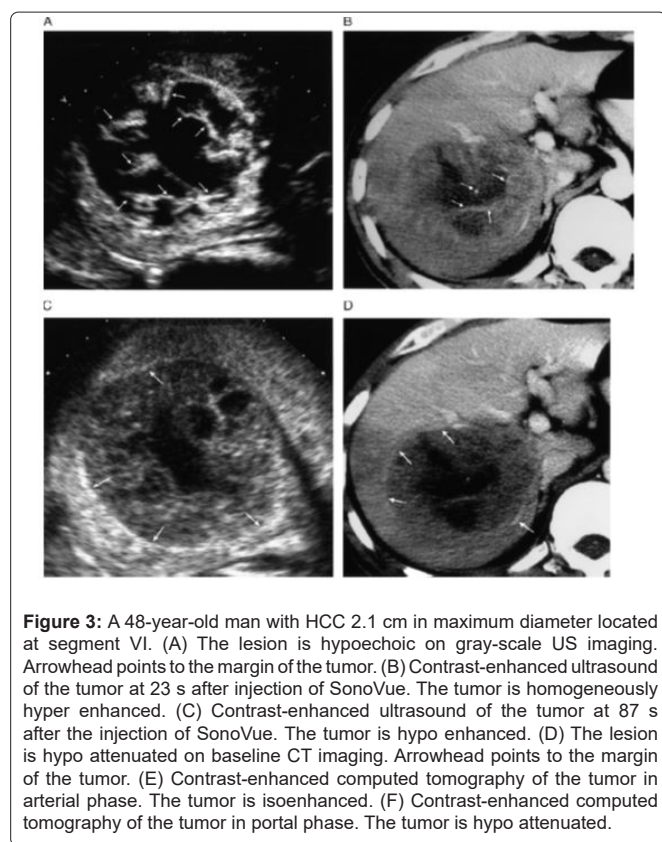 A
B
C
D
Figure 3: A 48-year-old man with HCC 2.1 cm in maximum diameter located
at segment VI. (A) The lesion is hypoechoic on gray-scale US imaging.
Arrowhead points to the margin of the tumor. (B) Contrast-enhanced ultrasound
of the tumor at 23 s after injection of SonoVue. The tumor is homogeneously
hyper enhanced. (C) Contrast-enhanced ultrasound of the tumor at 87 s
after the injection of SonoVue. The tumor is hypo enhanced. (D) The lesion
is hypo attenuated on baseline CT imaging. Arrowhead points to the margin
of the tumor. (E) Contrast-enhanced computed tomography of the tumor in
arterial phase. The tumor is isoenhanced. (F) Contrast-enhanced computed
tomography of the tumor in portal phase. The tumor is hypo attenuated.